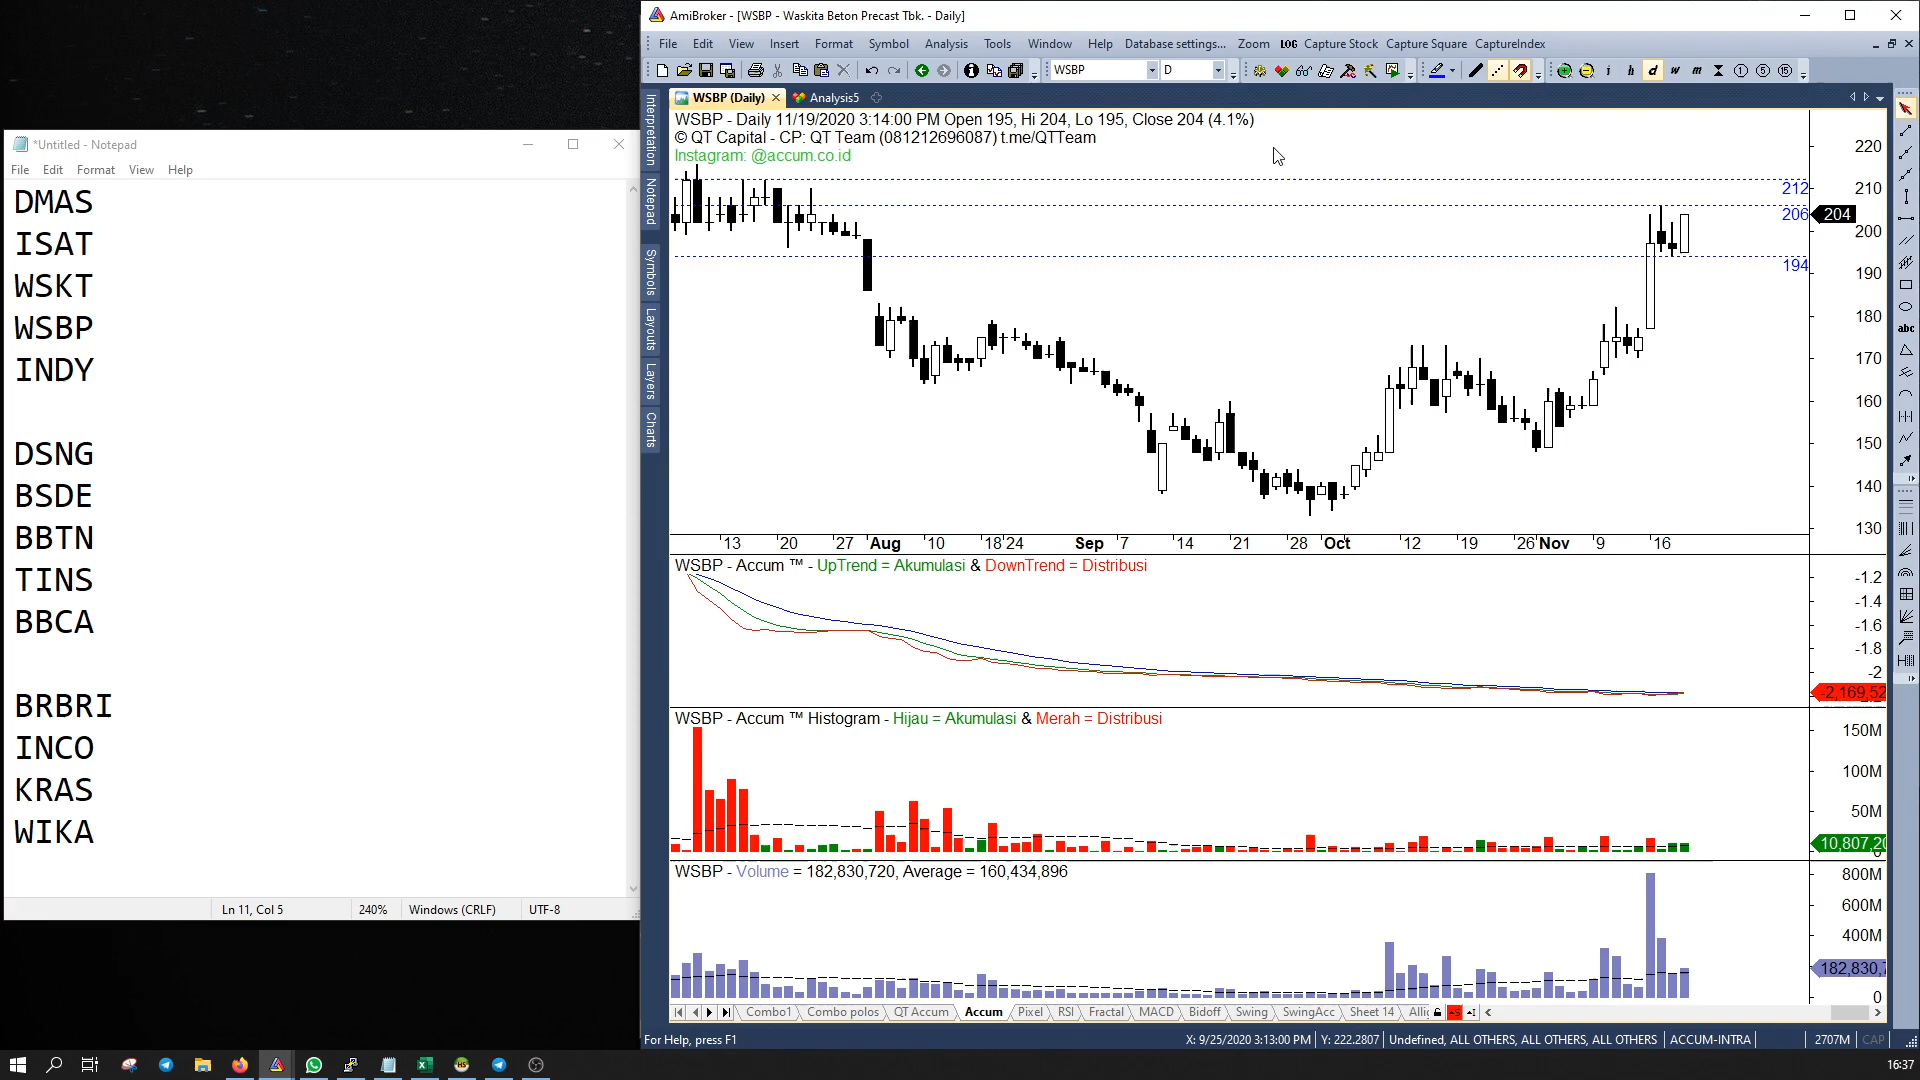 *Untitled - Notepad
File Edit Format View Help
DMAS
ISAT
WSKT
WSBP
INDY
DSNG
BSDE
BBTN
TINS
BBCA
BRBRI
INCO
KRAS
WIKA
Ln 11, Col 5 240% Windows (CRLF) UTF-8
AmiBroker - [WSBP - Waskita Beton Precast Tbk. - Daily]
File Edit View Insert Format Symbol Analysis Tools Window Help Database settings... Zoom LOG Capture Stock Capture Square CaptureIndex
WSBP D
i h d w m 1 5 15
WSBP (Daily) Analysis5
Interpretation
Notepad
Symbols
Layouts
Layers
Charts
WSBP - Daily 11/19/2020 3:14:00 PM Open 195, Hi 204, Lo 195, Close 204 (4.1%)
© QT Capital - CP: QT Team (081212696087) t.me/QTTeam
Instagram: @accum.co.id
220
212
210
206
204
200
194
190
180
170
160
150
140
130
13 20 27 Aug 10 18 24 Sep 7 14 21 28 Oct 12 19 26 Nov 9 16
WSBP - Accum ™ - UpTrend = Akumulasi & DownTrend = Distribusi
-1.2
-1.4
-1.6
-1.8
-2
-2,169,52
WSBP - Accum ™ Histogram - Hijau = Akumulasi & Merah = Distribusi
150M
100M
50M
10,807,20
0
WSBP - Volume = 182,830,720, Average = 160,434,896
800M
600M
400M
182,830,7
0
Combo1 Combo polos QT Accum Accum Pixel RSI Fractal MACD Bidoff Swing SwingAcc Sheet 14 Alli
For Help, press F1 X: 9/25/2020 3:13:00 PM Y: 222.2807 Undefined, ALL OTHERS, ALL OTHERS, ALL OTHERS ACCUM-INTRA 2707M CAP
abc
16:37